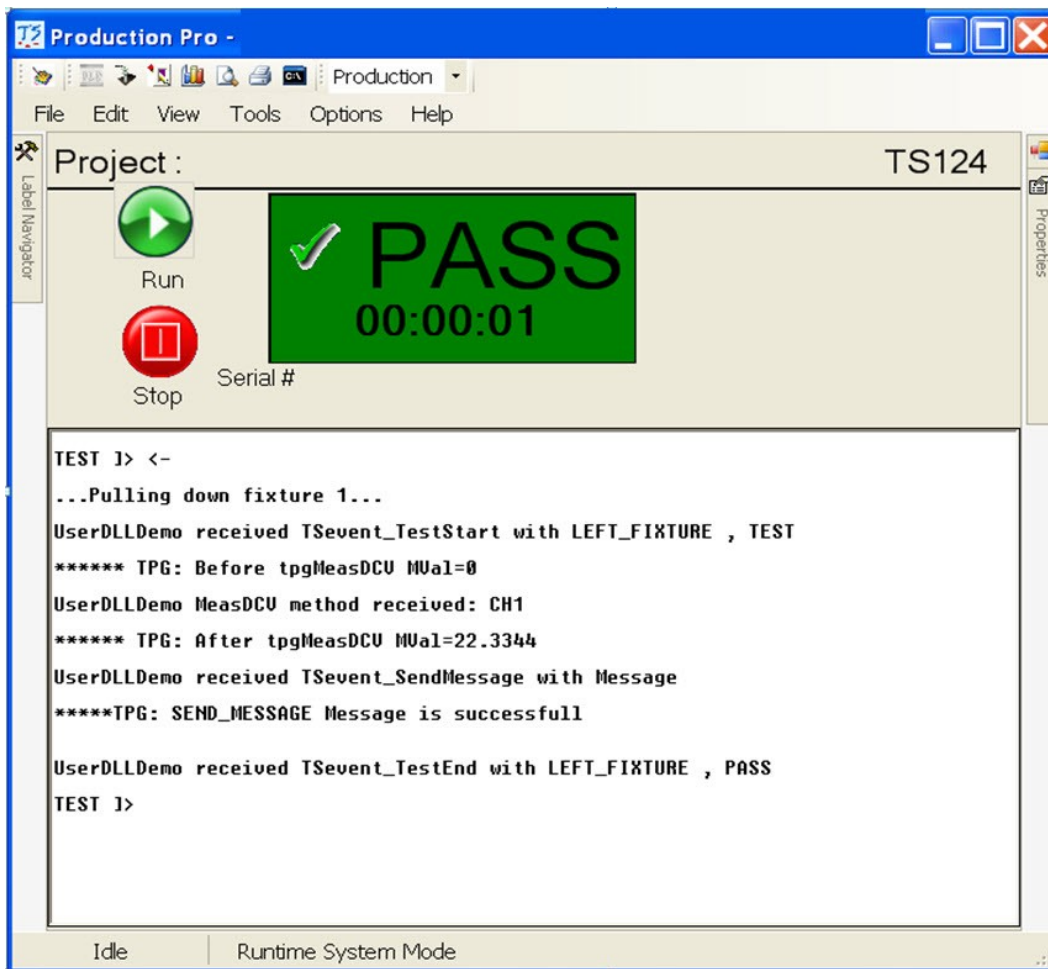 Production Pro -
Production
File Edit View Tools Options Help
Label Navigator
Project : TS124
Properties
Run
PASS
00:00:01
Stop
Serial #
TEST ]> <-
...Pulling down fixture 1...
UserDLLDemo received TSevent_TestStart with LEFT_FIXTURE , TEST
****** TPG: Before tpgMeasDCV MVal=0
UserDLLDemo MeasDCV method received: CH1
****** TPG: After tpgMeasDCV MVal=22.3344
UserDLLDemo received TSevent_SendMessage with Message
*****TPG: SEND_MESSAGE Message is successfull
UserDLLDemo received TSevent_TestEnd with LEFT_FIXTURE , PASS
TEST ]>
Idle Runtime System Mode